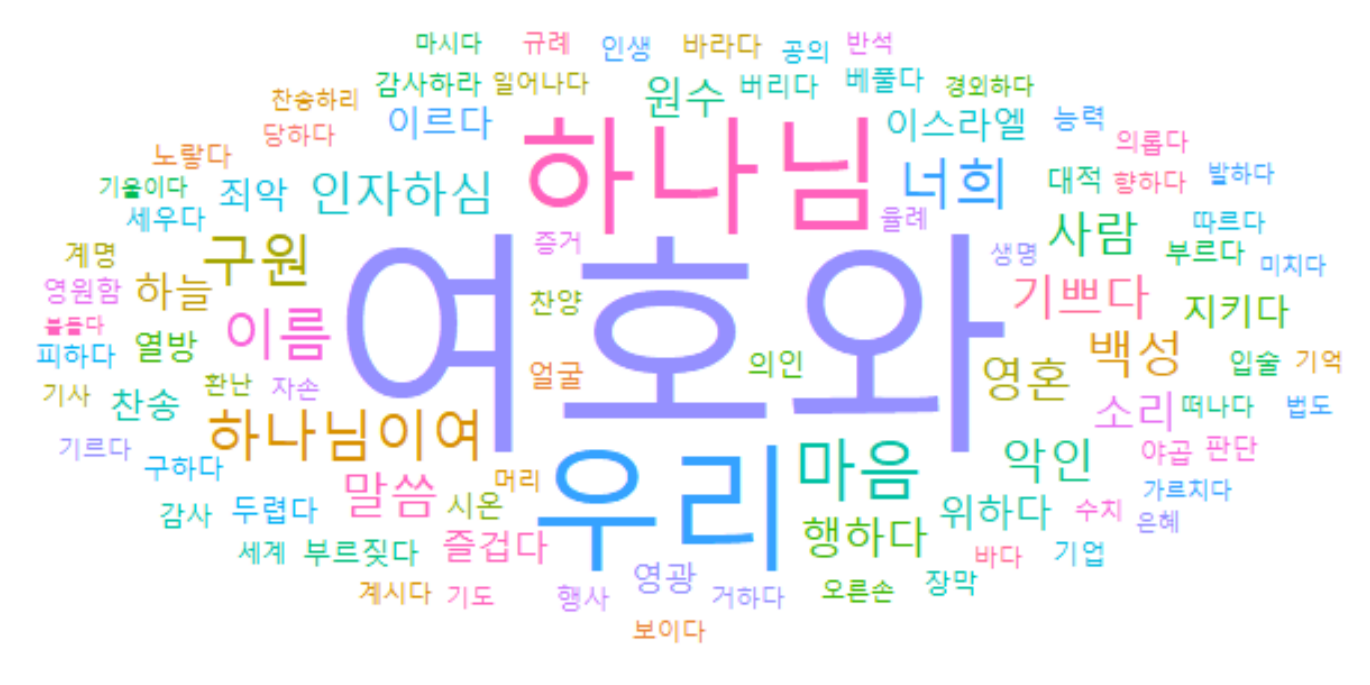 마시다 규례 인생 바라다 공의 반석
찬송하리 감사하라 일어나다 원수 버리다 베풀다 경외하다
당하다 이르다 하나님 이스라엘 능력 의롭다
노랗다 기울이다 죄악 인자하심 너희 대적 향하다 발하다
세우다 율례 사람 따르다
계명 구원 증거 생명 부르다 미치다
영원함 하늘 여호와 찬양 기쁘다 지키다
붙들다 열방 이름 백성
피하다 얼굴 의인 영혼 입술 기억
기사 찬송 환난 자손 소리 떠나다 법도
기르다 하나님이여 악인 야곱 판단
구하다 말씀 머리 우리 마음 가르치다
감사 두렵다 시온 행하다 위하다 수치 은혜
세계 부르짖다 즐겁다 바다 기업
계시다 기도 행사 영광 거하다 오른손 장막
보이다